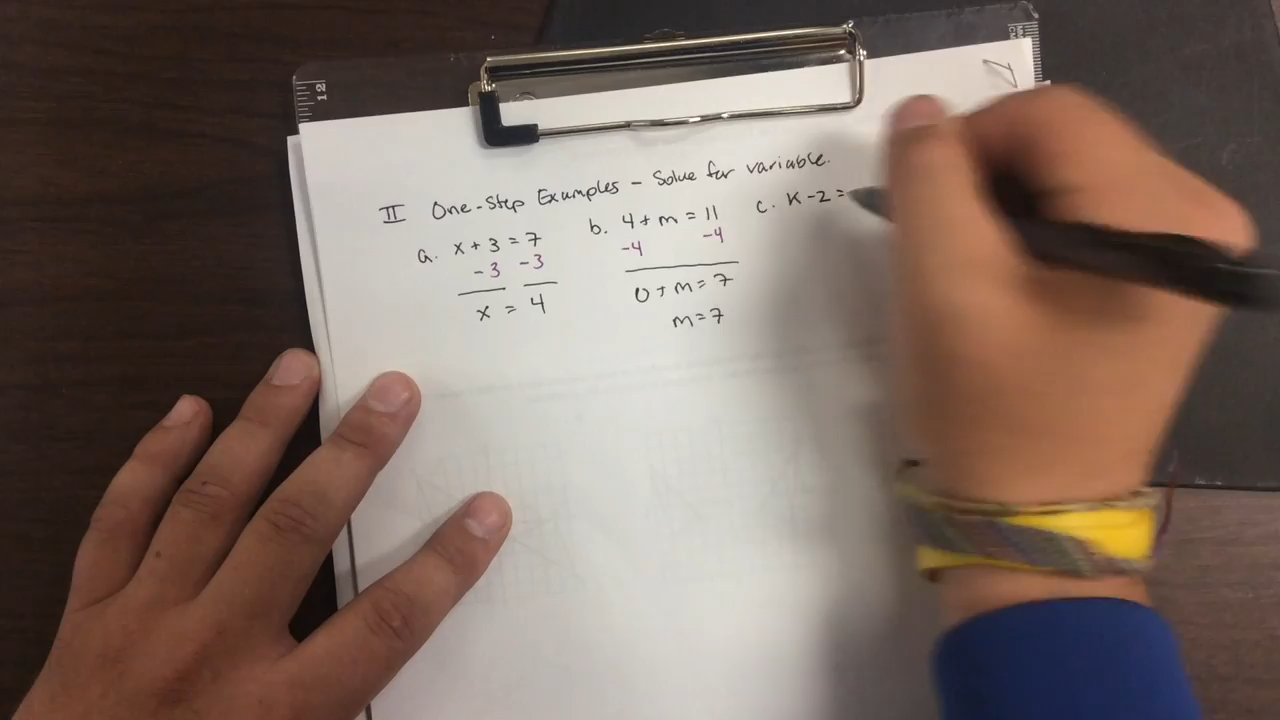 12
II One-Step Examples - Solve for variable.
a. x + 3 = 7
-3 -3
x = 4
b. 4 + m = 11
-4 -4
0 + m = 7
m = 7
c. K - 2 =